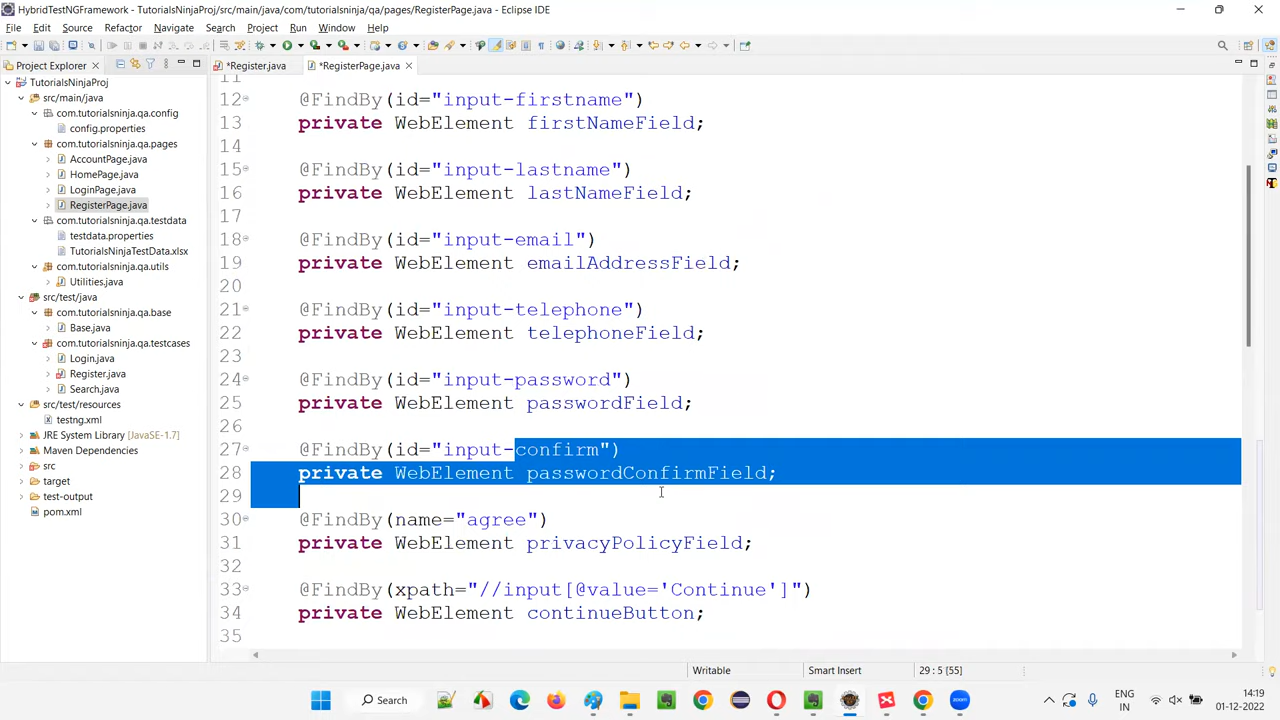 HybridTestNGFramework - TutorialsNinjaProj/src/main/java/com/tutorialsninja/qa/pages/RegisterPage.java - Eclipse IDE
File Edit Source Refactor Navigate Search Project Run Window Help
Project Explorer
*Register.java
*RegisterPage.java
TutorialsNinjaProj
src/main/java
com.tutorialsninja.qa.config
config.properties
com.tutorialsninja.qa.pages
AccountPage.java
HomePage.java
LoginPage.java
RegisterPage.java
com.tutorialsninja.qa.testdata
testdata.properties
TutorialsNinjaTestData.xlsx
com.tutorialsninja.qa.utils
Utilities.java
src/test/java
com.tutorialsninja.qa.base
Base.java
com.tutorialsninja.qa.testcases
Login.java
Register.java
Search.java
src/test/resources
testng.xml
JRE System Library [JavaSE-1.7]
Maven Dependencies
src
target
test-output
pom.xml
11
12 @FindBy(id="input-firstname")
13 private WebElement firstNameField;
14
15 @FindBy(id="input-lastname")
16 private WebElement lastNameField;
17
18 @FindBy(id="input-email")
19 private WebElement emailAddressField;
20
21 @FindBy(id="input-telephone")
22 private WebElement telephoneField;
23
24 @FindBy(id="input-password")
25 private WebElement passwordField;
26
27 @FindBy(id="input-confirm")
28 private WebElement passwordConfirmField;
29
30 @FindBy(name="agree")
31 private WebElement privacyPolicyField;
32
33 @FindBy(xpath="//input[@value='Continue']")
34 private WebElement continueButton;
35
Writable Smart Insert 29 : 5 [55]
Search
ENG
IN
14:19
01-12-2022